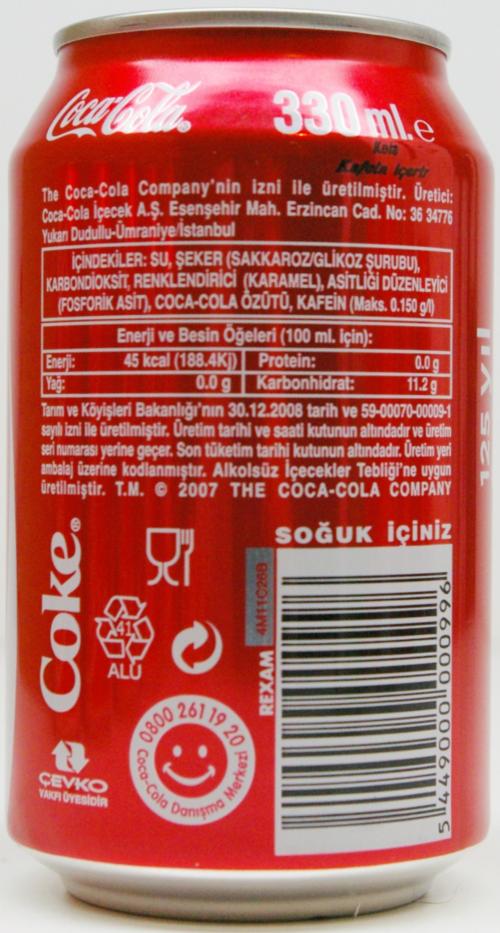 Coca-Cola®
330 ml. e
Kola
Kafein içerir
The Coca-Cola Company'nin izni ile üretilmiştir. Üretici:
Coca-Cola İçecek A.Ş. Esenşehir Mah. Erzincan Cad. No: 36 34776
Yukarı Dudullu-Ümraniye/İstanbul
İÇİNDEKİLER: SU, ŞEKER (SAKKAROZ/GLİKOZ ŞURUBU),
KARBONDİOKSİT, RENKLENDİRİCİ (KARAMEL), ASİTLİĞİ DÜZENLEYİCİ
(FOSFORİK ASİT), COCA-COLA ÖZÜTÜ, KAFEİN (Maks. 0.150 g/l)
Enerji ve Besin Öğeleri (100 ml. için):
Enerji: 45 kcal (188.4Kj) Protein: 0.0 g
Yağ: 0.0 g Karbonhidrat: 11.2 g
Tarım ve Köyişleri Bakanlığı'nın 30.12.2008 tarih ve 59-00070-00009-1
sayılı izni ile üretilmiştir. Üretim tarihi ve saati kutunun altındadır ve üretim
seri numarası yerine geçer. Son tüketim tarihi kutunun altındadır. Üretim yeri
ambalaj üzerine kodlanmıştır. Alkolsüz İçecekler Tebliği'ne uygun
üretilmiştir. T.M. © 2007 THE COCA-COLA COMPANY
125 Yıl
SOĞUK İÇİNİZ
Coke®
41
ALU
REXAM
4M11C26B
0800 261 19 20
Coca-Cola Danışma Merkezi
ÇEVKO
VAKFI ÜYESİDİR
5 449000 000996